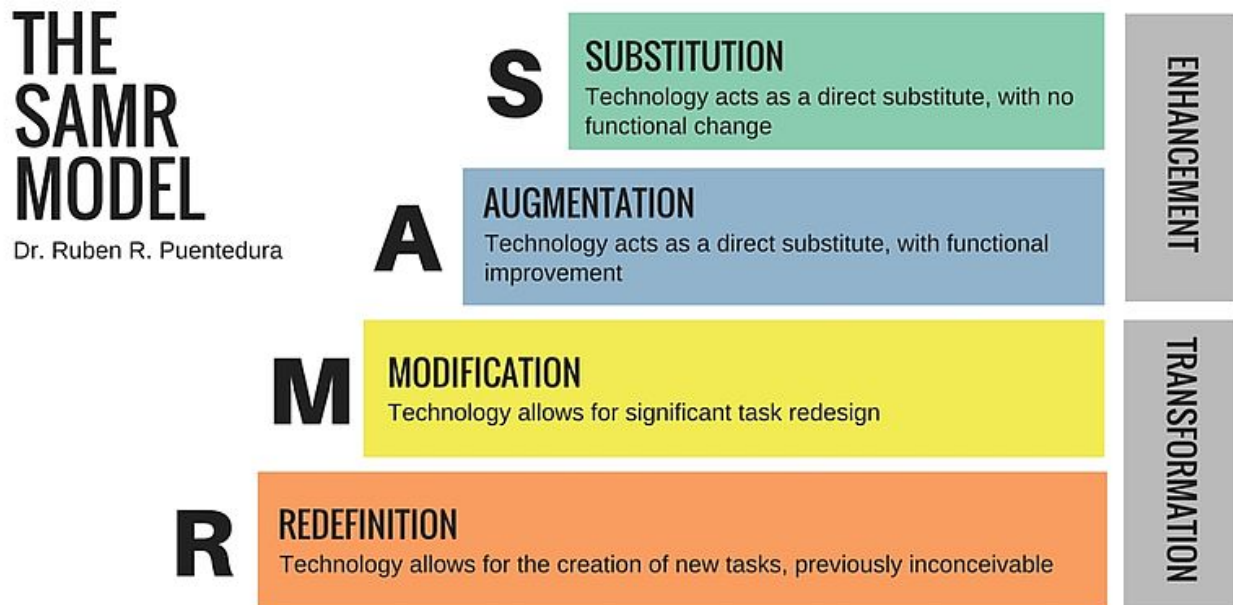 THE
SAMR
MODEL
Dr. Ruben R. Puentedura
S
SUBSTITUTION
Technology acts as a direct substitute, with no
functional change
A
AUGMENTATION
Technology acts as a direct substitute, with functional
improvement
ENHANCEMENT
M
MODIFICATION
Technology allows for significant task redesign
R
REDEFINITION
Technology allows for the creation of new tasks, previously inconceivable
TRANSFORMATION